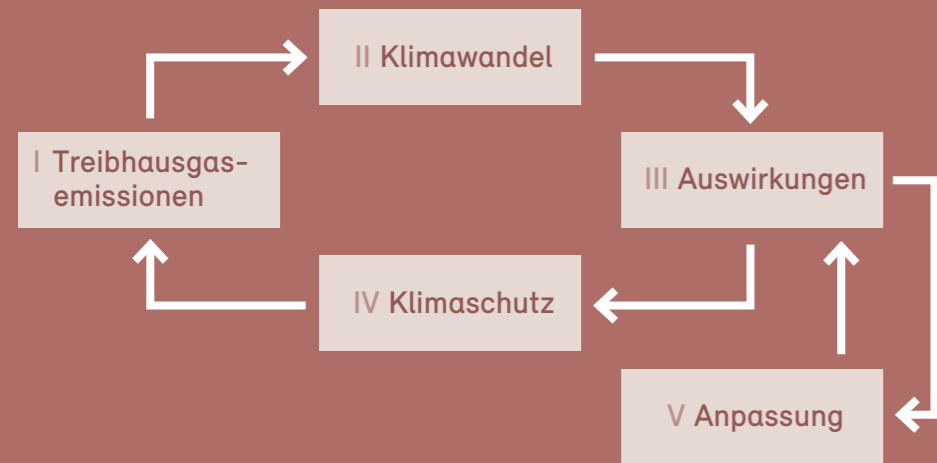 II Klimawandel
I Treibhausgas-
emissionen
III Auswirkungen
IV Klimaschutz
V Anpassung